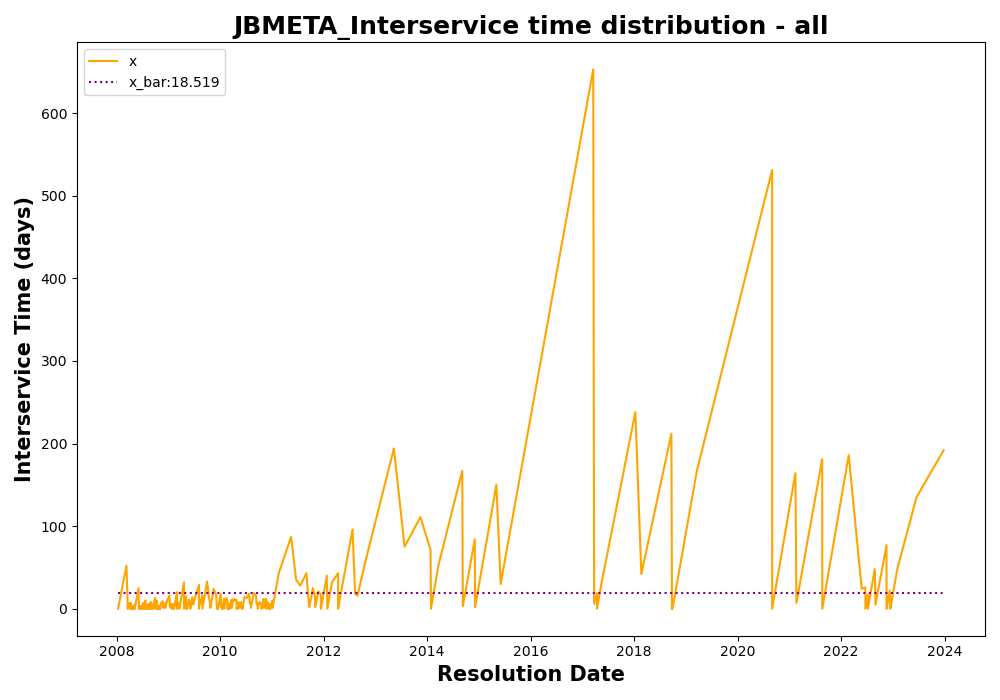 JBMETA_Interservice time distribution - all
x
x_bar:18.519
Interservice Time (days)
600
500
400
300
200
100
0
2008 2010 2012 2014 2016 2018 2020 2022 2024
Resolution Date